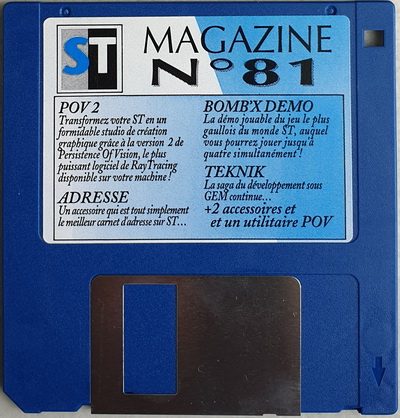 ST MAGAZINE
N° 81
POV 2
Transformez votre ST en un
formidable studio de création
graphique grâce à la version 2 de
Persistence Of Vision, le plus
puissant logiciel de RayTracing
disponible sur votre machine !
ADRESSE
Un accessoire qui est tout simplement
le meilleur carnet d'adresse sur ST...
BOMB'X DEMO
La démo jouable du jeu le plus
gaullois du monde ST, auquel
vous pourrez jouer jusqu'à
quatre simultanément !
TEKNIK
La saga du développement sous
GEM continue...
+2 accessoires et
et un utilitaire POV